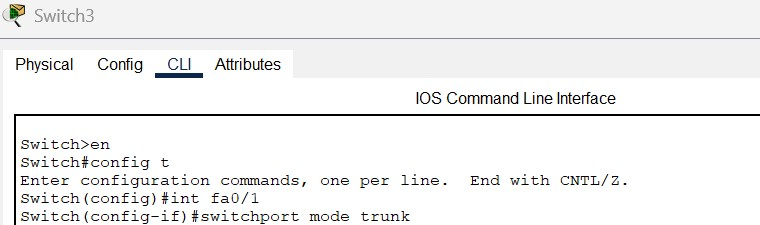 Switch3
Physical Config CLI Attributes
IOS Command Line Interface
Switch>en
Switch#config t
Enter configuration commands, one per line.  End with CNTL/Z.
Switch(config)#int fa0/1
Switch(config-if)#switchport mode trunk